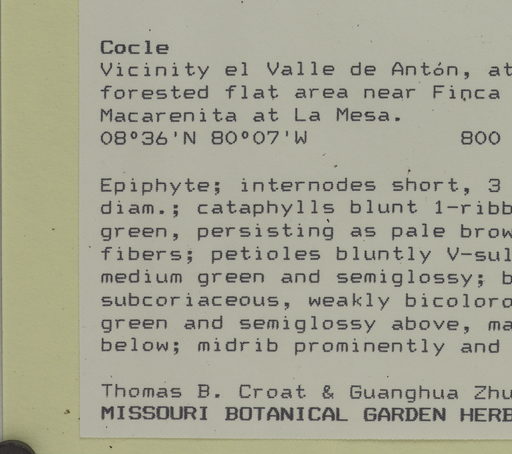 Cocle
Vicinity el Valle de Antón, at
forested flat area near Finca
Macarenita at La Mesa.
08°36'N 80°07'W 800
Epiphyte; internodes short, 3
diam.; cataphylls blunt 1-ribb
green, persisting as pale brow
fibers; petioles bluntly V-sul
medium green and semiglossy; b
subcoriaceous, weakly bicoloro
green and semiglossy above, ma
below; midrib prominently and
Thomas B. Croat & Guanghua Zhu
MISSOURI BOTANICAL GARDEN HERB